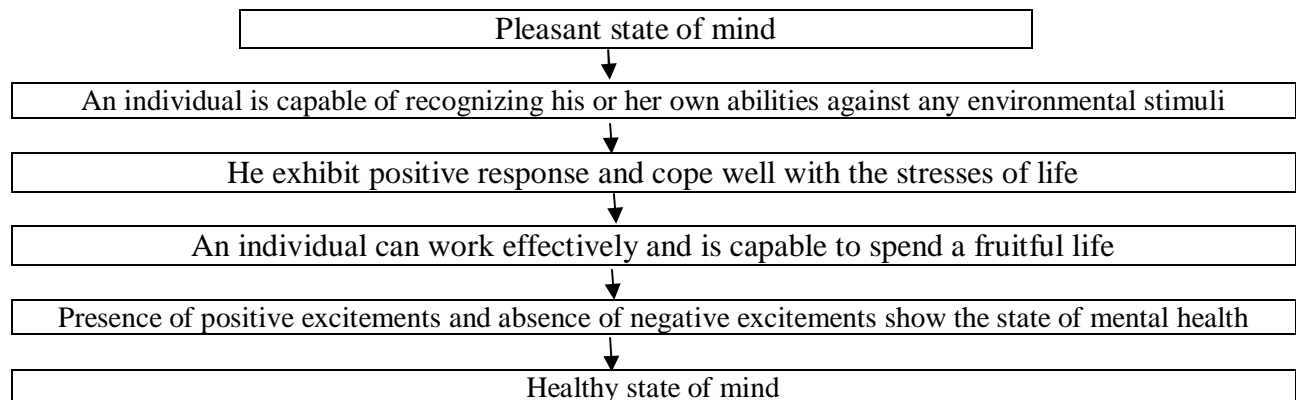 Pleasant state of mind
An individual is capable of recognizing his or her own abilities against any environmental stimuli
He exhibit positive response and cope well with the stresses of life
An individual can work effectively and is capable to spend a fruitful life
Presence of positive excitements and absence of negative excitements show the state of mental health
Healthy state of mind